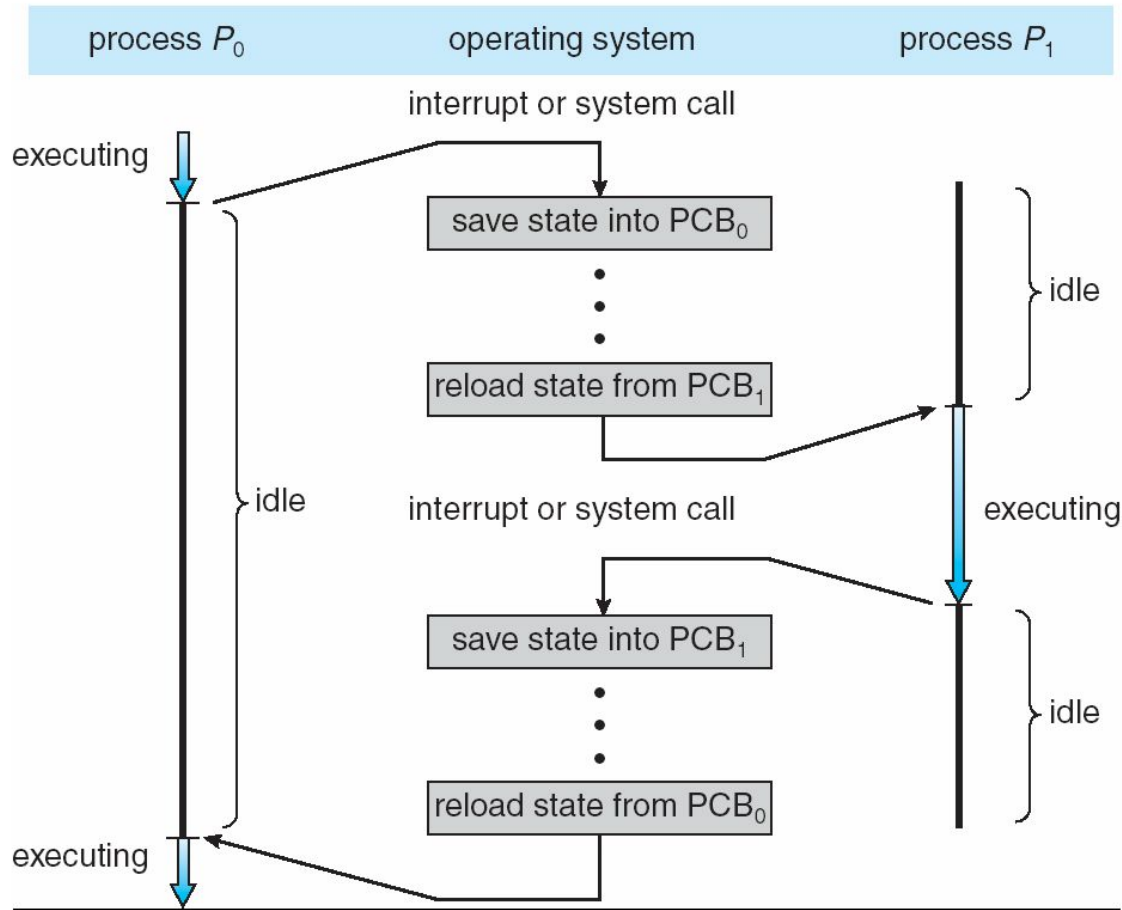 process P₀ operating system process P₁
interrupt or system call
executing
save state into PCB₀
idle
reload state from PCB₁
idle
interrupt or system call
executing
save state into PCB₁
idle
reload state from PCB₀
executing